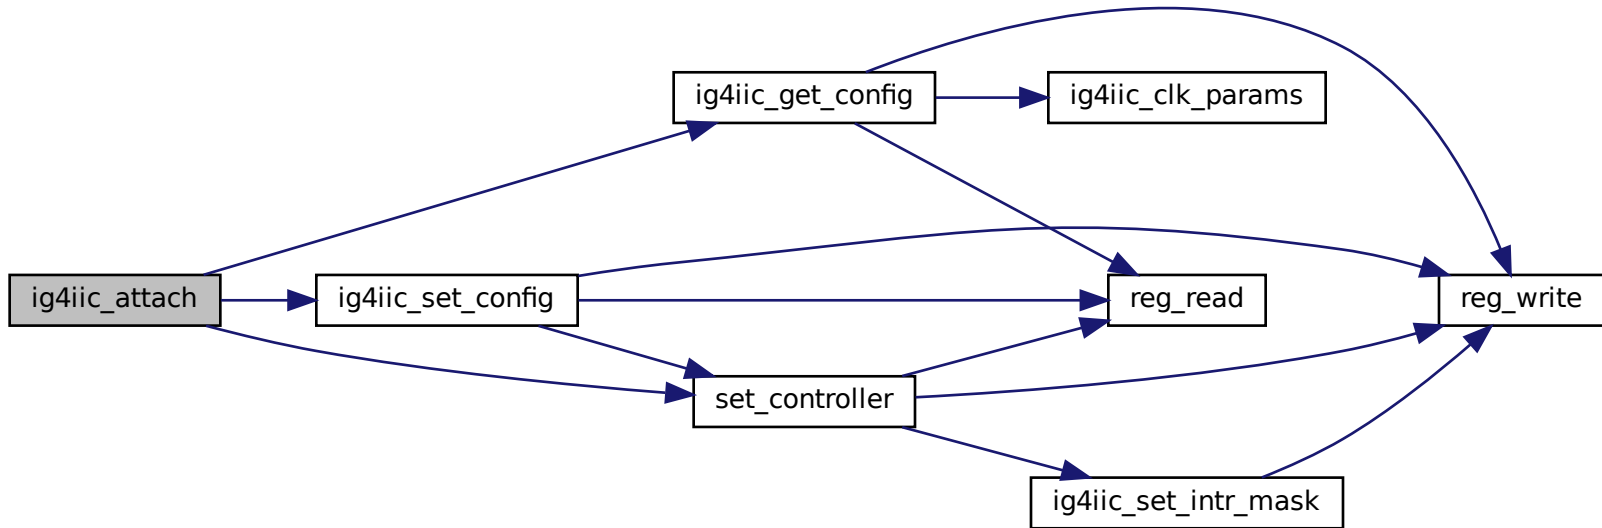 ig4iic_get_config
ig4iic_clk_params
ig4iic_attach
ig4iic_set_config
reg_read
reg_write
set_controller
ig4iic_set_intr_mask